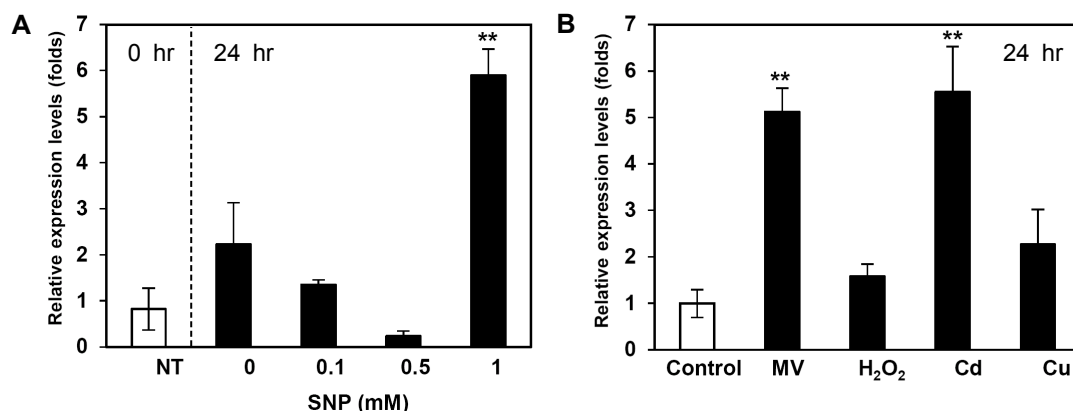 A
Relative expression levels (folds)
7
6
5
4
3
2
1
0
0 hr
24 hr
**
NT
0
0.1
0.5
1
SNP (mM)
B
Relative expression levels (folds)
7
6
5
4
3
2
1
0
24 hr
**
**
Control
MV
H₂O₂
Cd
Cu